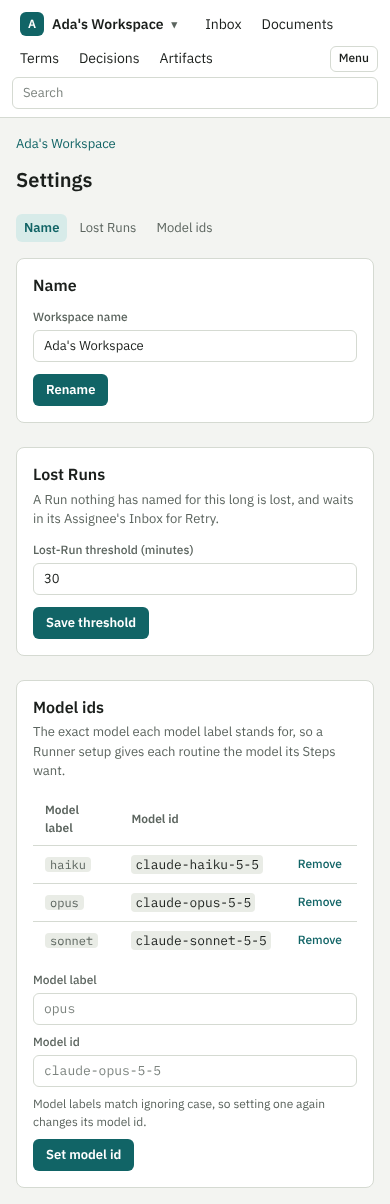 A Ada's Workspace ▾ Inbox Documents
Terms Decisions Artifacts Menu
Search
Ada's Workspace
Settings
Name Lost Runs Model ids
Name
Workspace name
Ada's Workspace
Rename
Lost Runs
A Run nothing has named for this long is lost, and waits
in its Assignee's Inbox for Retry.
Lost-Run threshold (minutes)
30
Save threshold
Model ids
The exact model each model label stands for, so a
Runner setup gives each routine the model its Steps
want.
Model
label
Model id
haiku claude-haiku-5-5 Remove
opus claude-opus-5-5 Remove
sonnet claude-sonnet-5-5 Remove
Model label
opus
Model id
claude-opus-5-5
Model labels match ignoring case, so setting one again
changes its model id.
Set model id